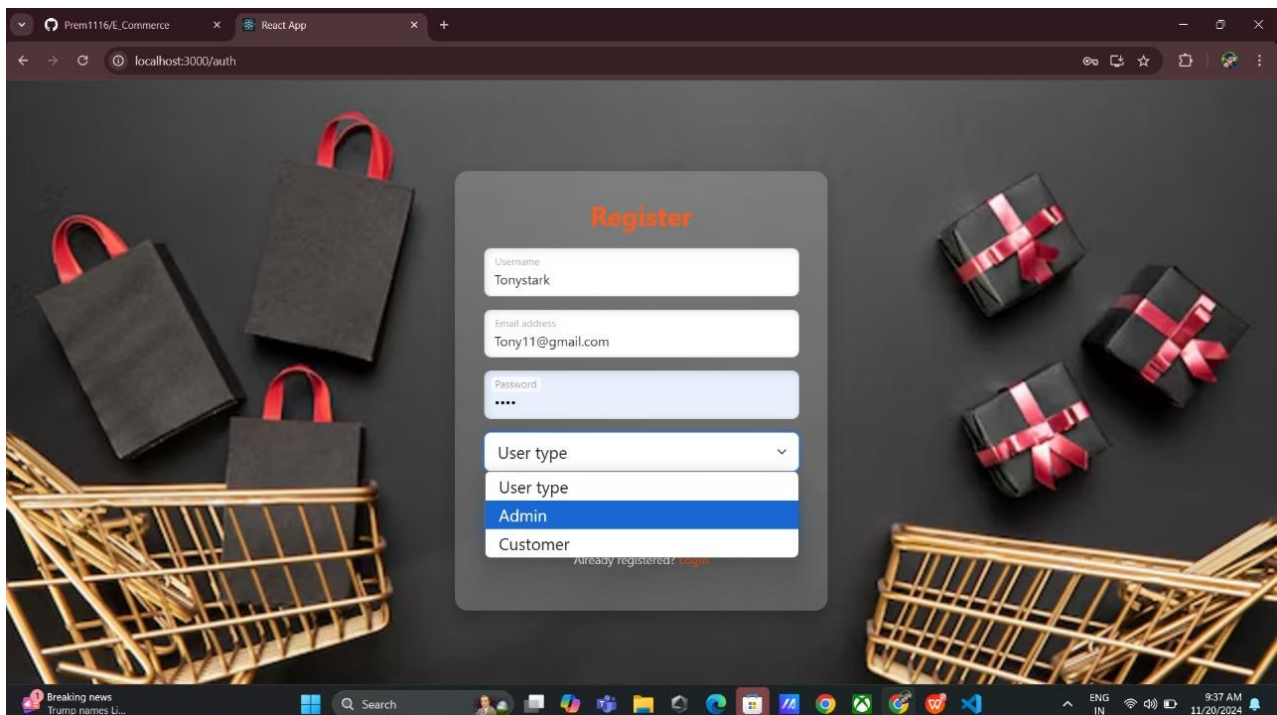 Prem1116/E_Commerce
React App
localhost:3000/auth
Register
Username
Tonystark
Email address
Tony11@gmail.com
Password
••••
User type
User type
Admin
Customer
Already registered? Login
1
Breaking news
Trump names Li...
Search
ENG
IN
9:37 AM
11/20/2024